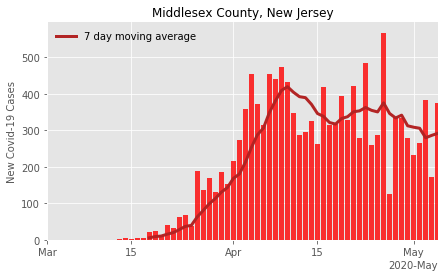 Middlesex County, New Jersey
7 day moving average
New Covid-19 Cases
500
400
300
200
100
0
Mar 15 Apr 15 May
2020-May